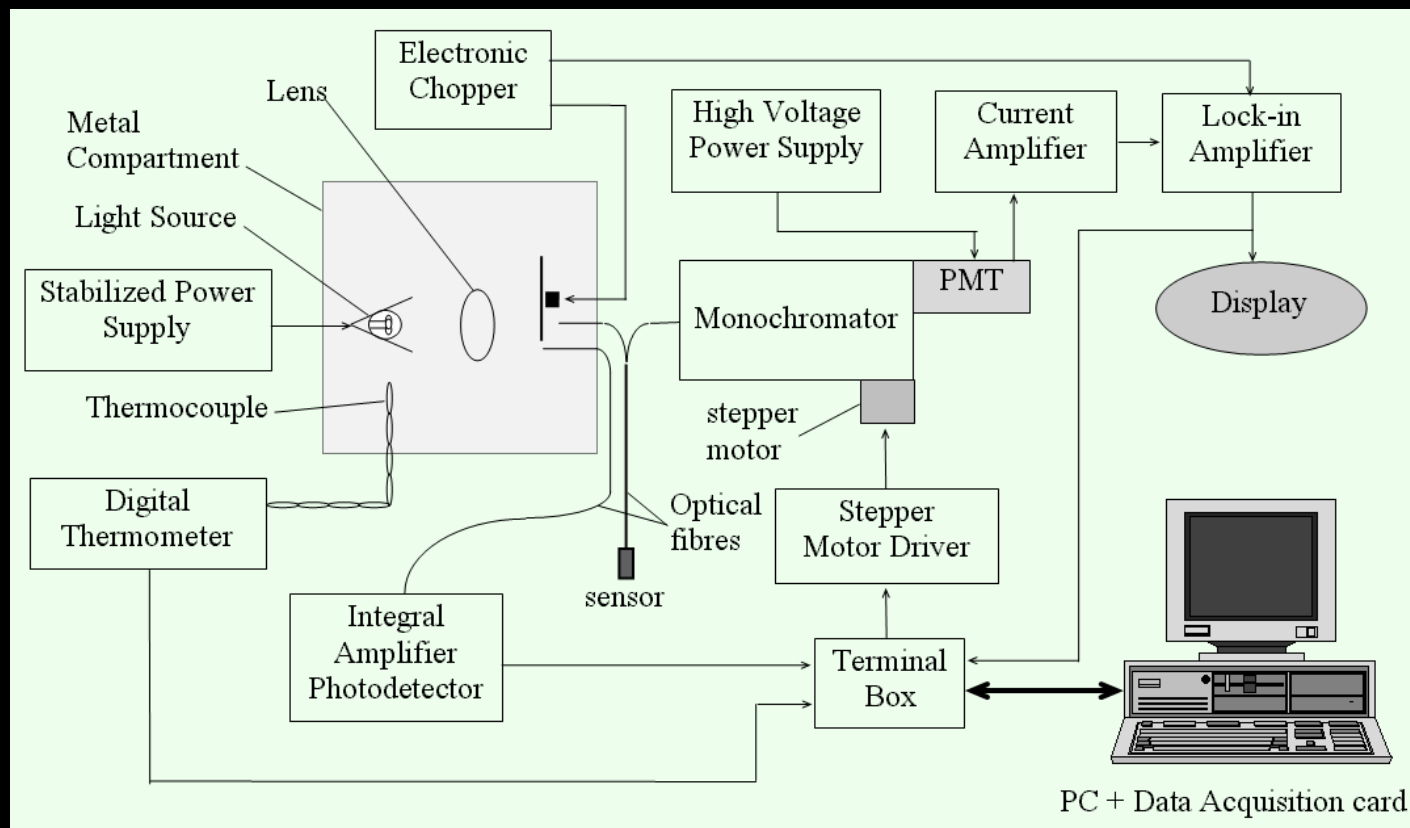 Electronic
Chopper
Lens
Metal
Compartment
High Voltage
Power Supply
Current
Amplifier
Lock-in
Amplifier
Light Source
Stabilized Power
Supply
PMT
Monochromator
Display
Thermocouple
stepper
motor
Digital
Thermometer
Optical
fibres
Stepper
Motor Driver
sensor
Integral
Amplifier
Photodetector
Terminal
Box
PC + Data Acquisition card